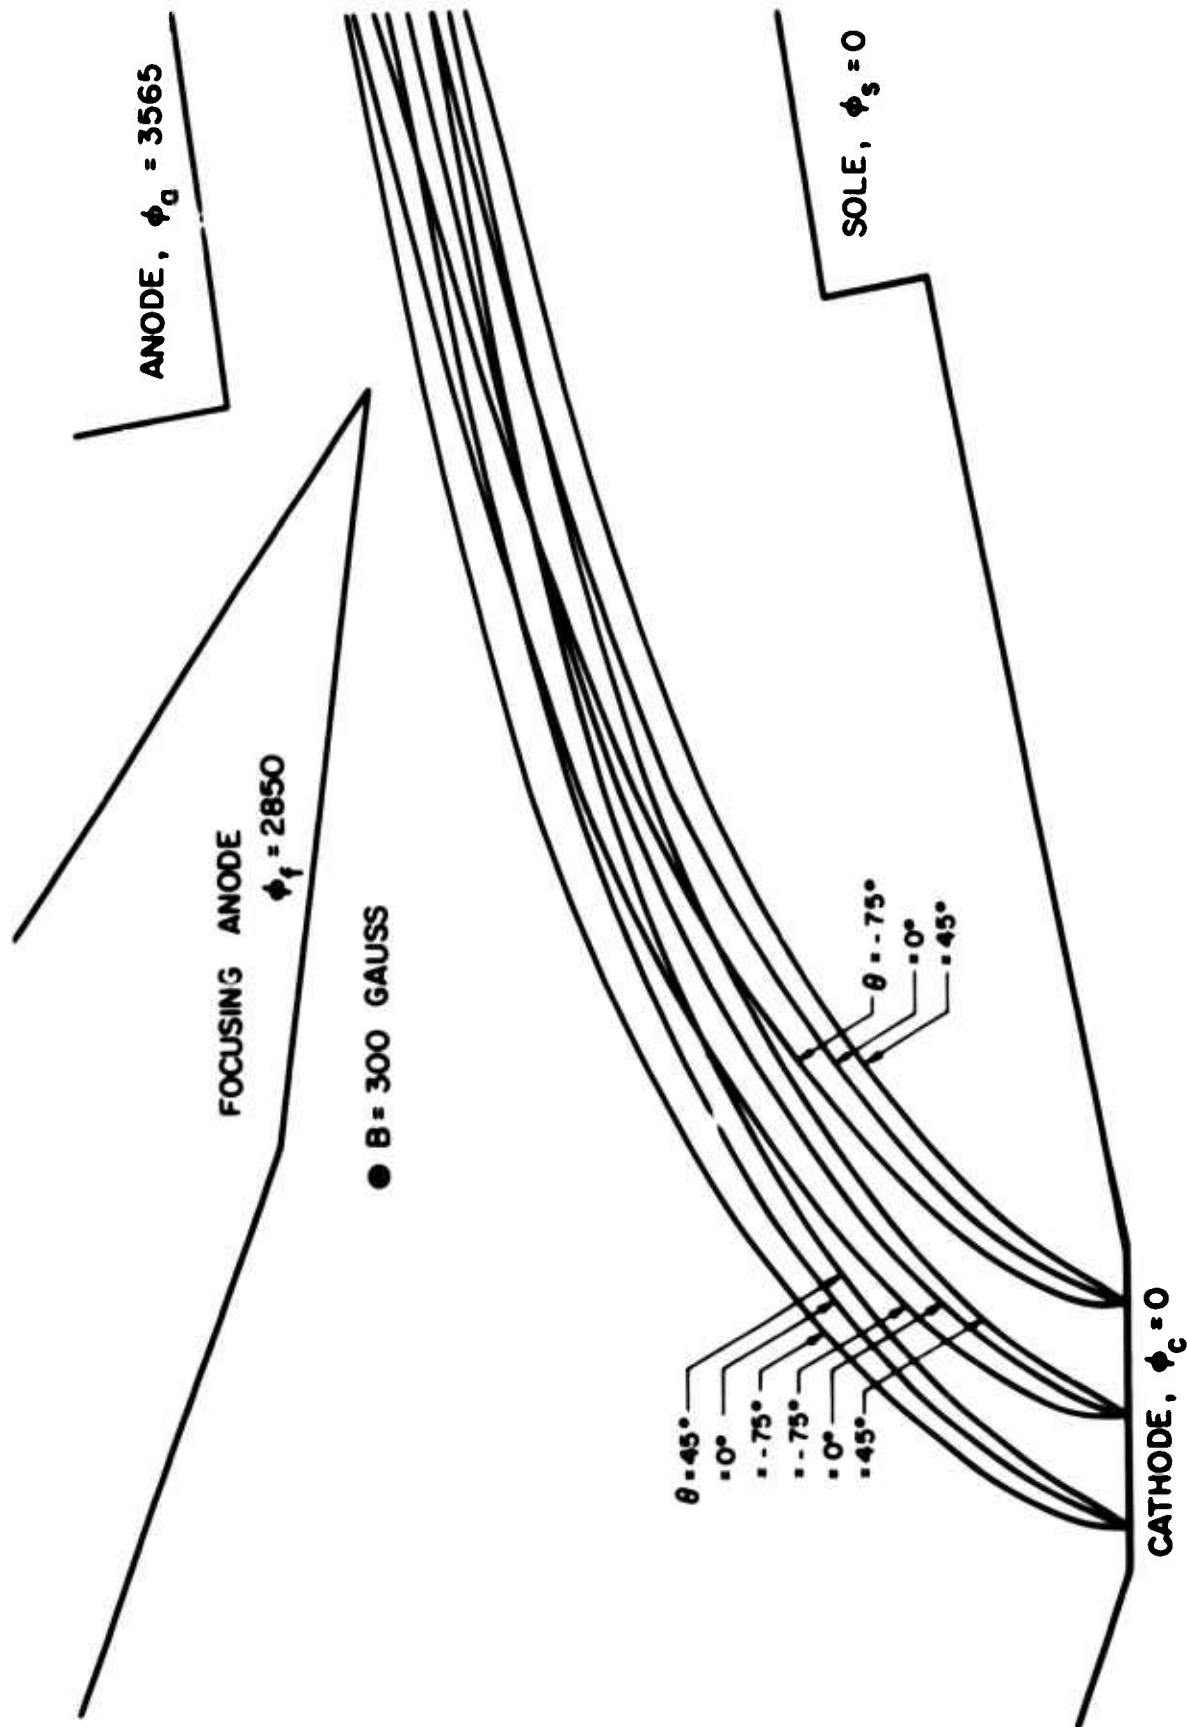 ANODE, ϕa = 3565
SOLE, ϕs = 0
FOCUSING ANODE
ϕf = 2850
● B = 300 GAUSS
θ = -75°
= 0°
= 45°
θ = 45°
= 0°
= -75°
= -75°
= 0°
= 45°
CATHODE, ϕc = 0